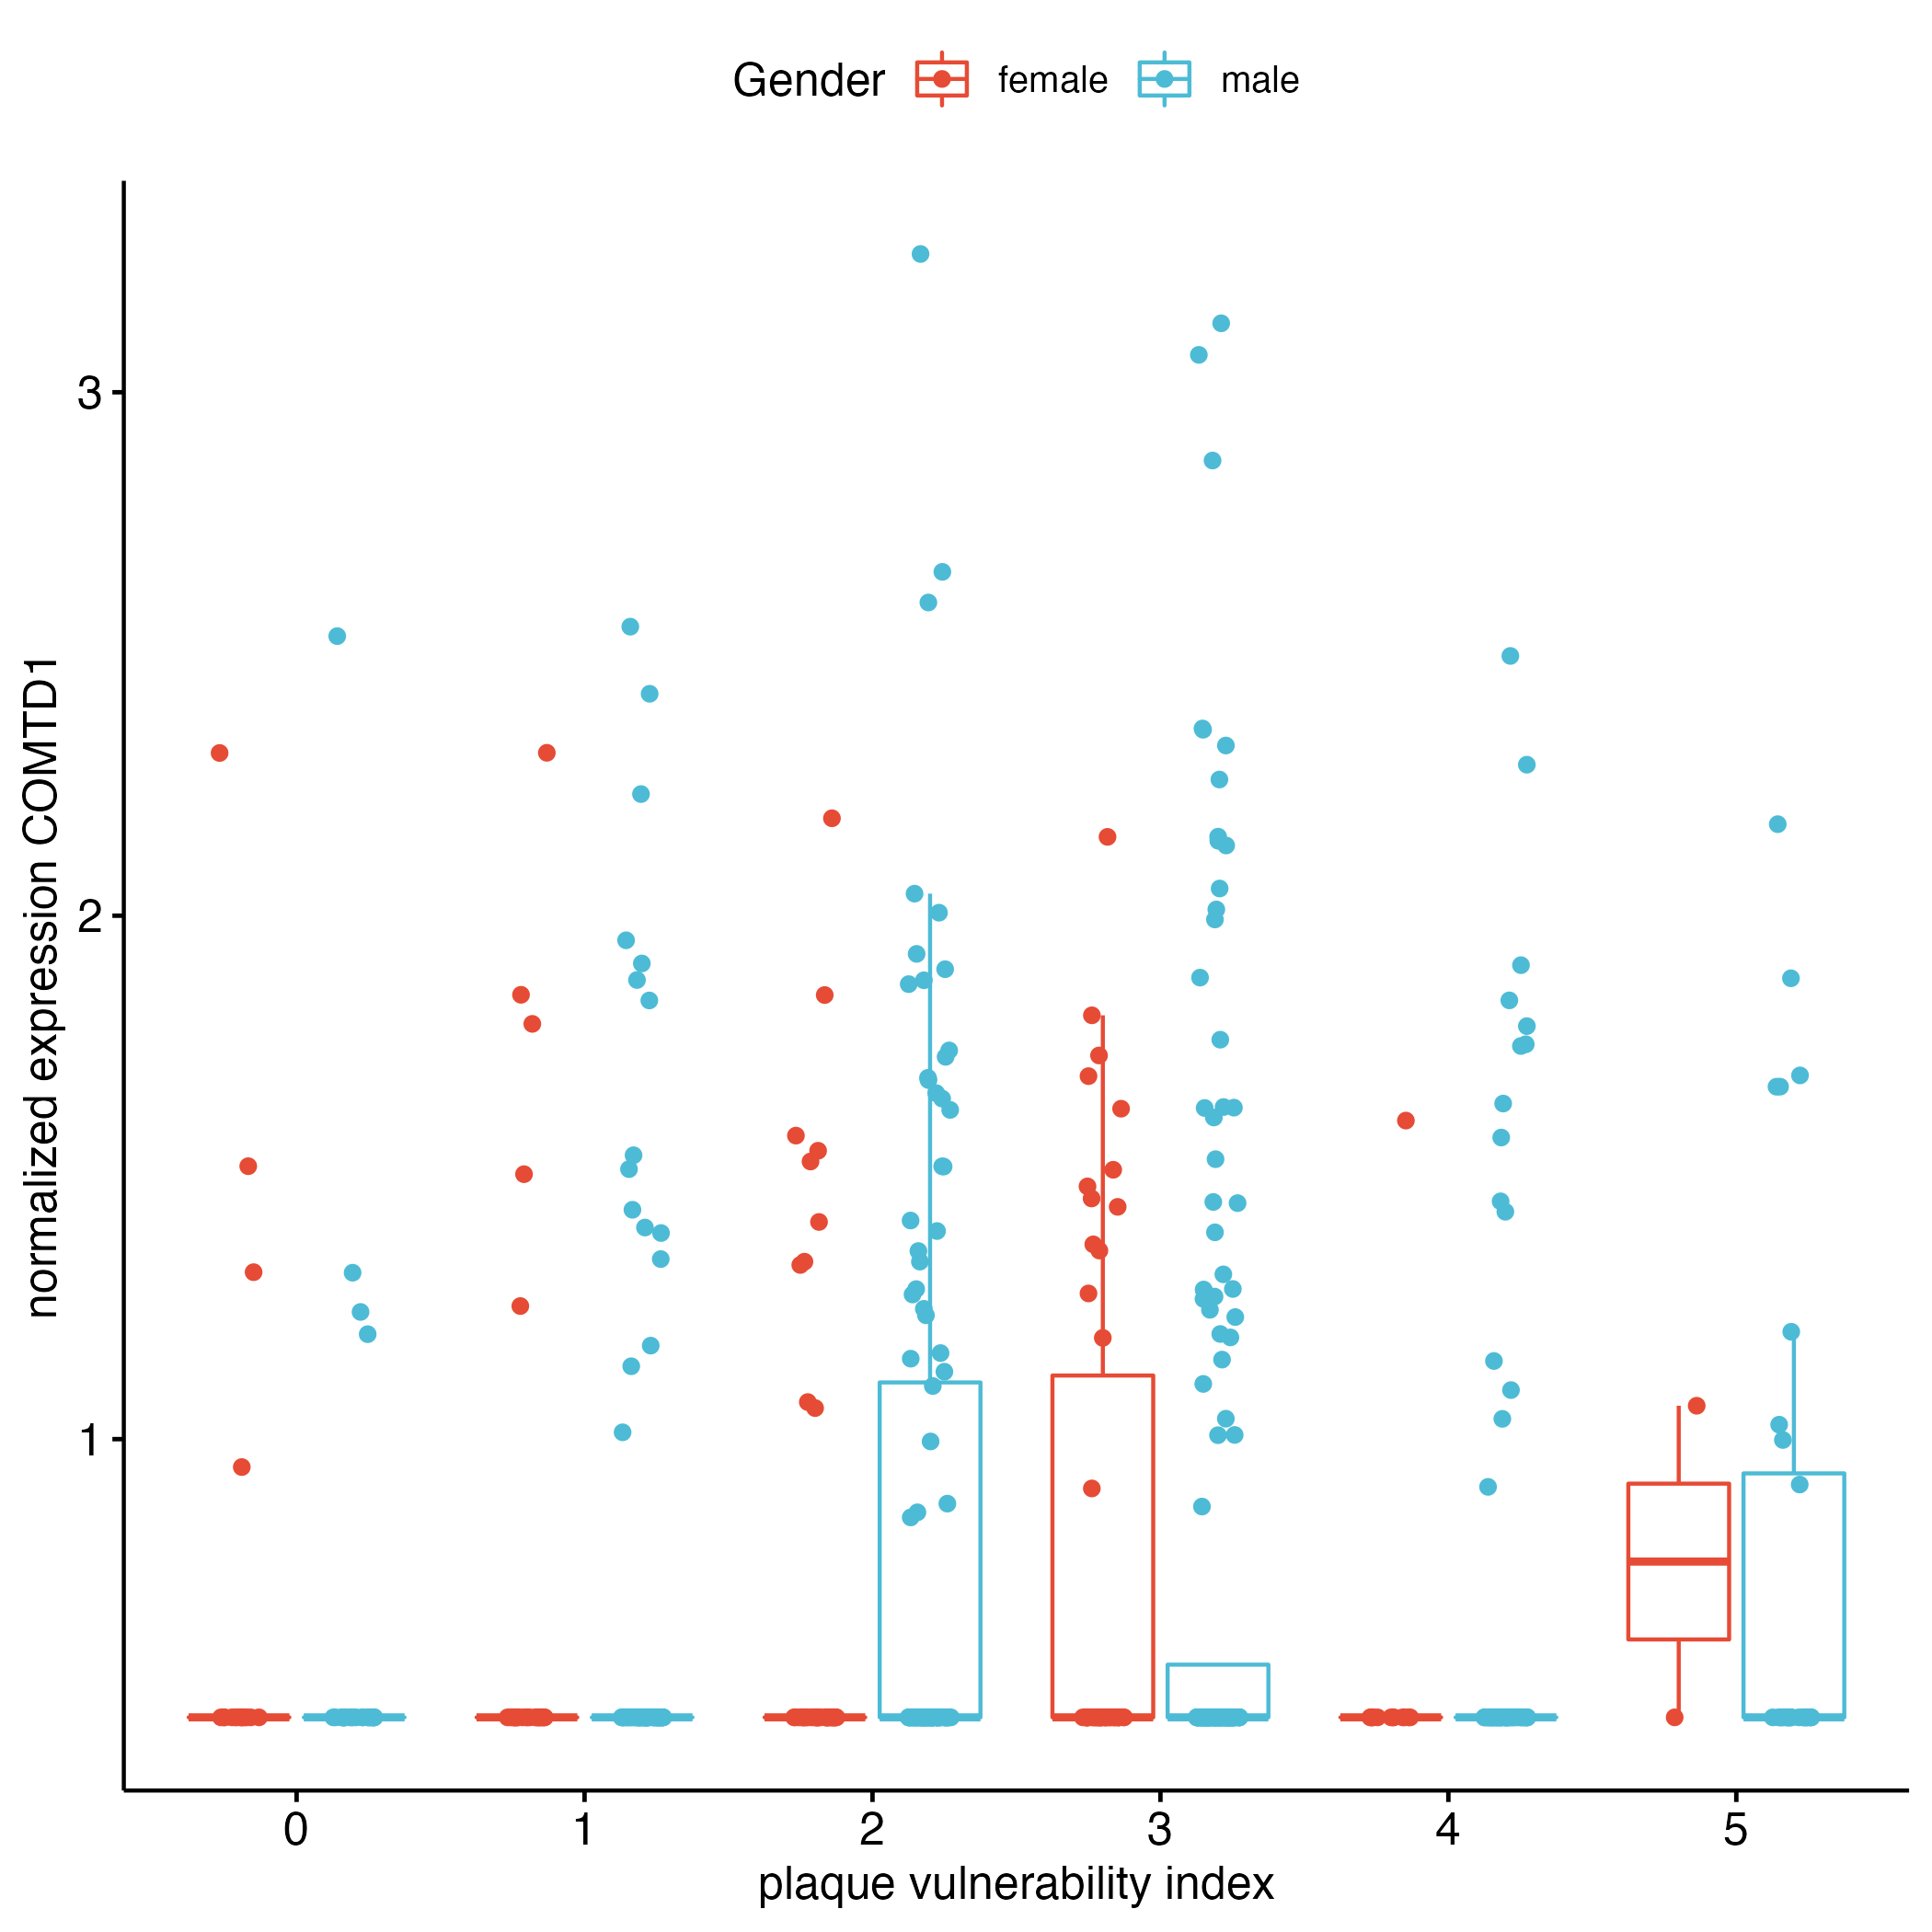 Gender female male
normalized expression COMTD1
3
2
1
0 1 2 3 4 5
plaque vulnerability index